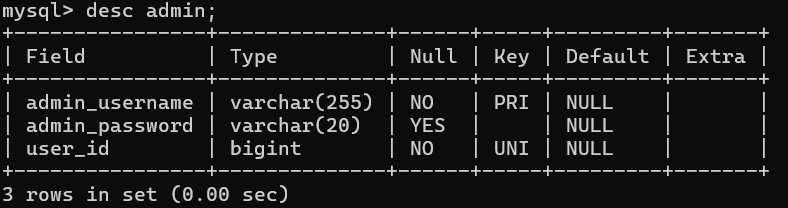 mysql> desc admin;
+----------------+--------------+------+-----+---------+-------+
| Field          | Type         | Null | Key | Default | Extra |
+----------------+--------------+------+-----+---------+-------+
| admin_username | varchar(255) | NO   | PRI | NULL    |       |
| admin_password | varchar(20)  | YES  |     | NULL    |       |
| user_id        | bigint       | NO   | UNI | NULL    |       |
+----------------+--------------+------+-----+---------+-------+
3 rows in set (0.00 sec)